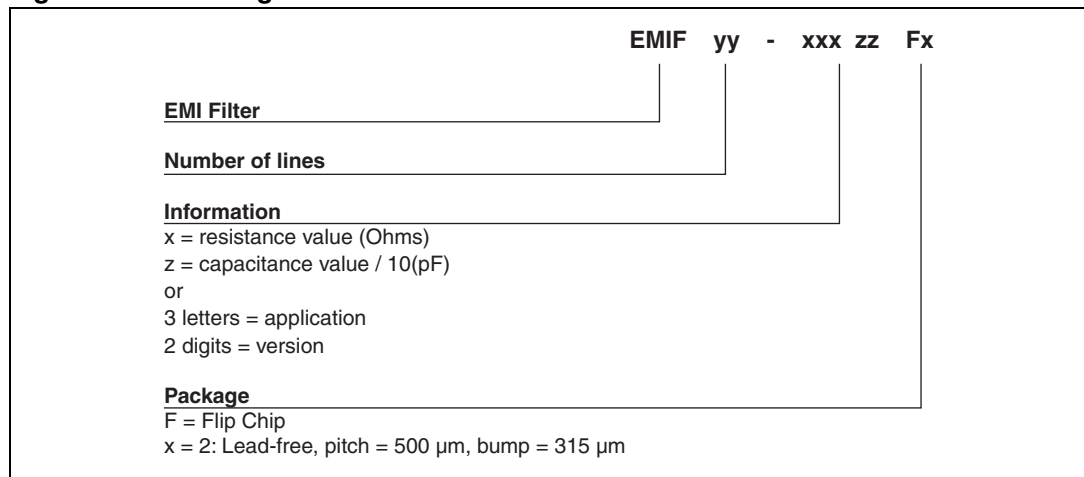 EMIF yy - xxx zz Fx
EMI Filter
Number of lines
Information
x = resistance value (Ohms)
z = capacitance value / 10(pF)
or
3 letters = application
2 digits = version
Package
F = Flip Chip
x = 2: Lead-free, pitch = 500 µm, bump = 315 µm